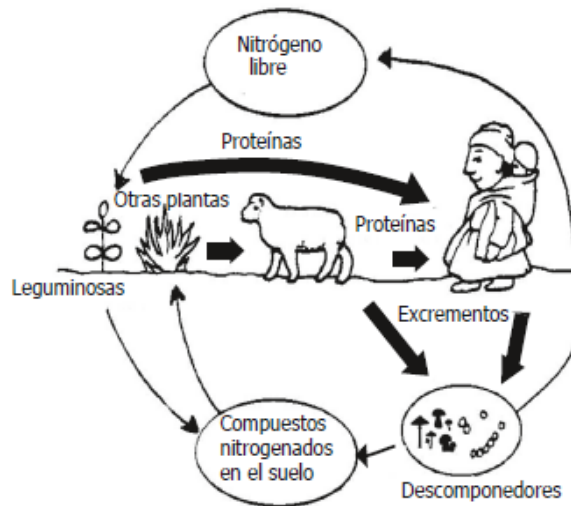 Nitrógeno
libre
Proteínas
Otras plantas
Proteínas
Leguminosas
Excrementos
Compuestos
nitrogenados
en el suelo
Descomponedores